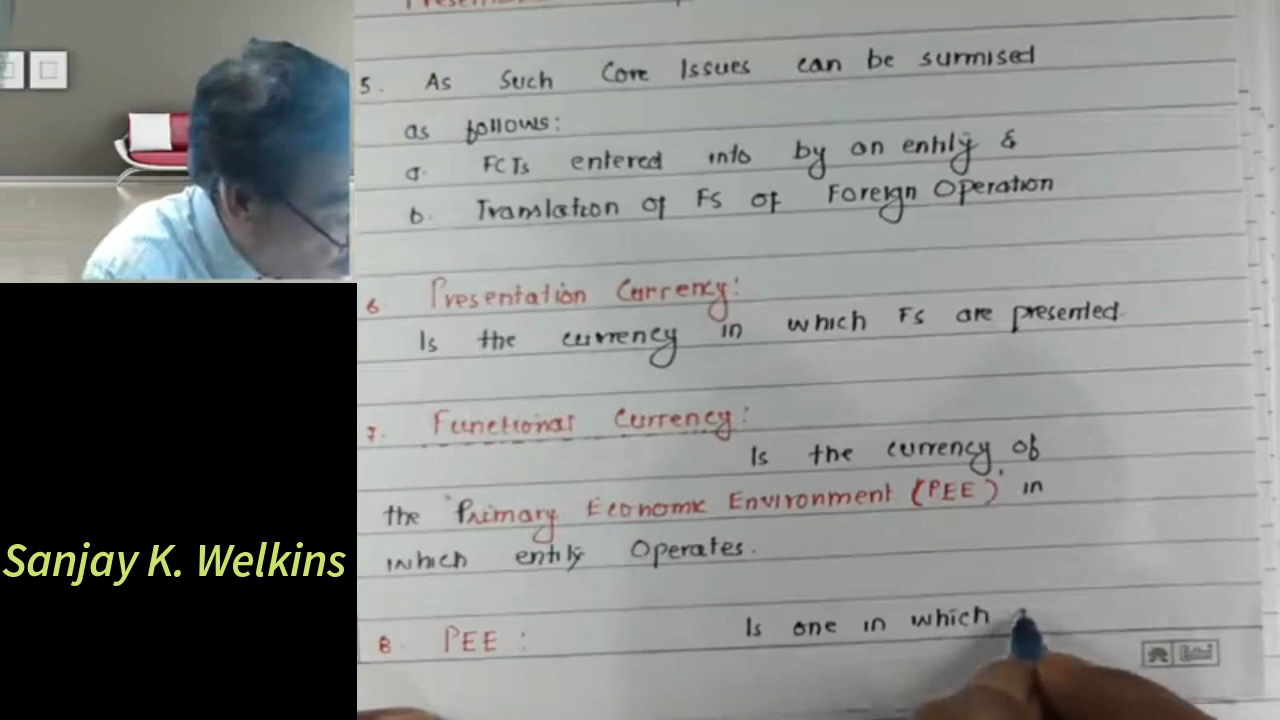 5. As Such Core Issues can be surmised
as follows:
a. FCTs entered into by an entity &
b. Translation of FS of Foreign Operation
6 Presentation Currency:
Is the currency in which FS are presented.
7. Functional Currency:
Is the currency of
the "Primary Economic Environment (PEE)" in
which entity Operates.
8. PEE : Is one in which
Sanjay K. Welkins